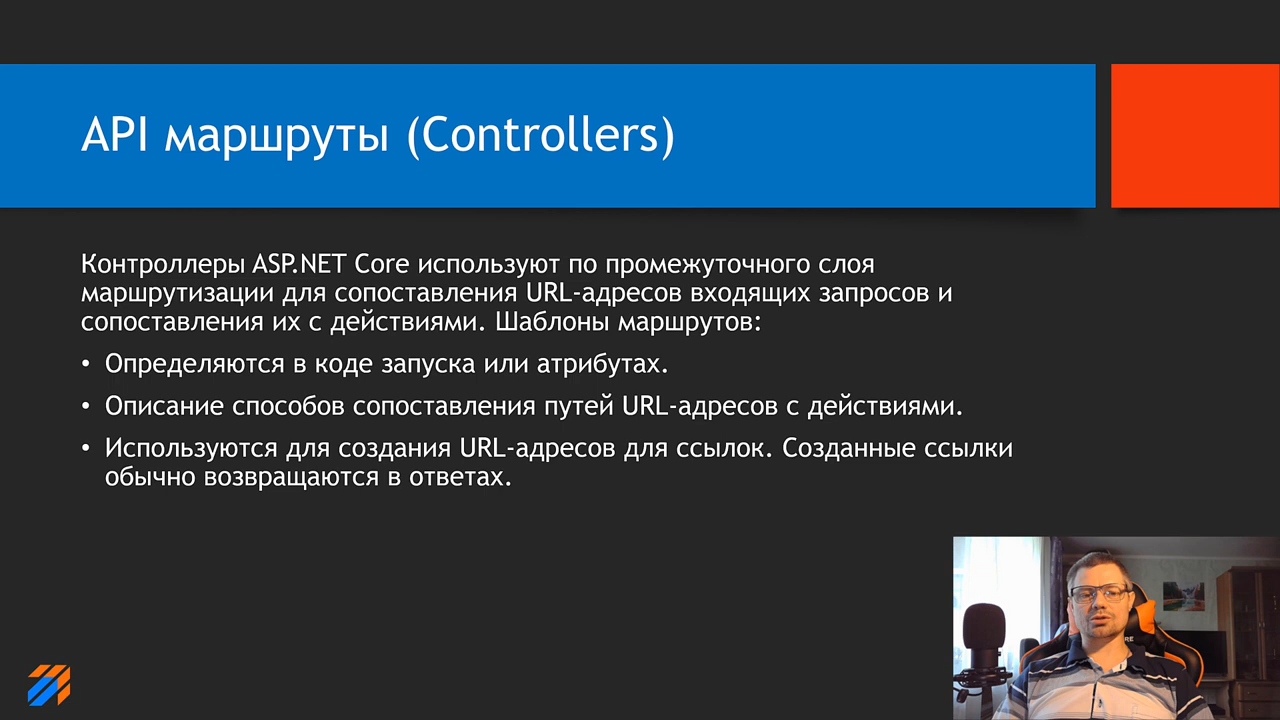 API маршруты (Controllers)
Контроллеры ASP.NET Core используют по промежуточного слоя
маршрутизации для сопоставления URL-адресов входящих запросов и
сопоставления их с действиями. Шаблоны маршрутов:
• Определяются в коде запуска или атрибутах.
• Описание способов сопоставления путей URL-адресов с действиями.
• Используются для создания URL-адресов для ссылок. Созданные ссылки
обычно возвращаются в ответах.